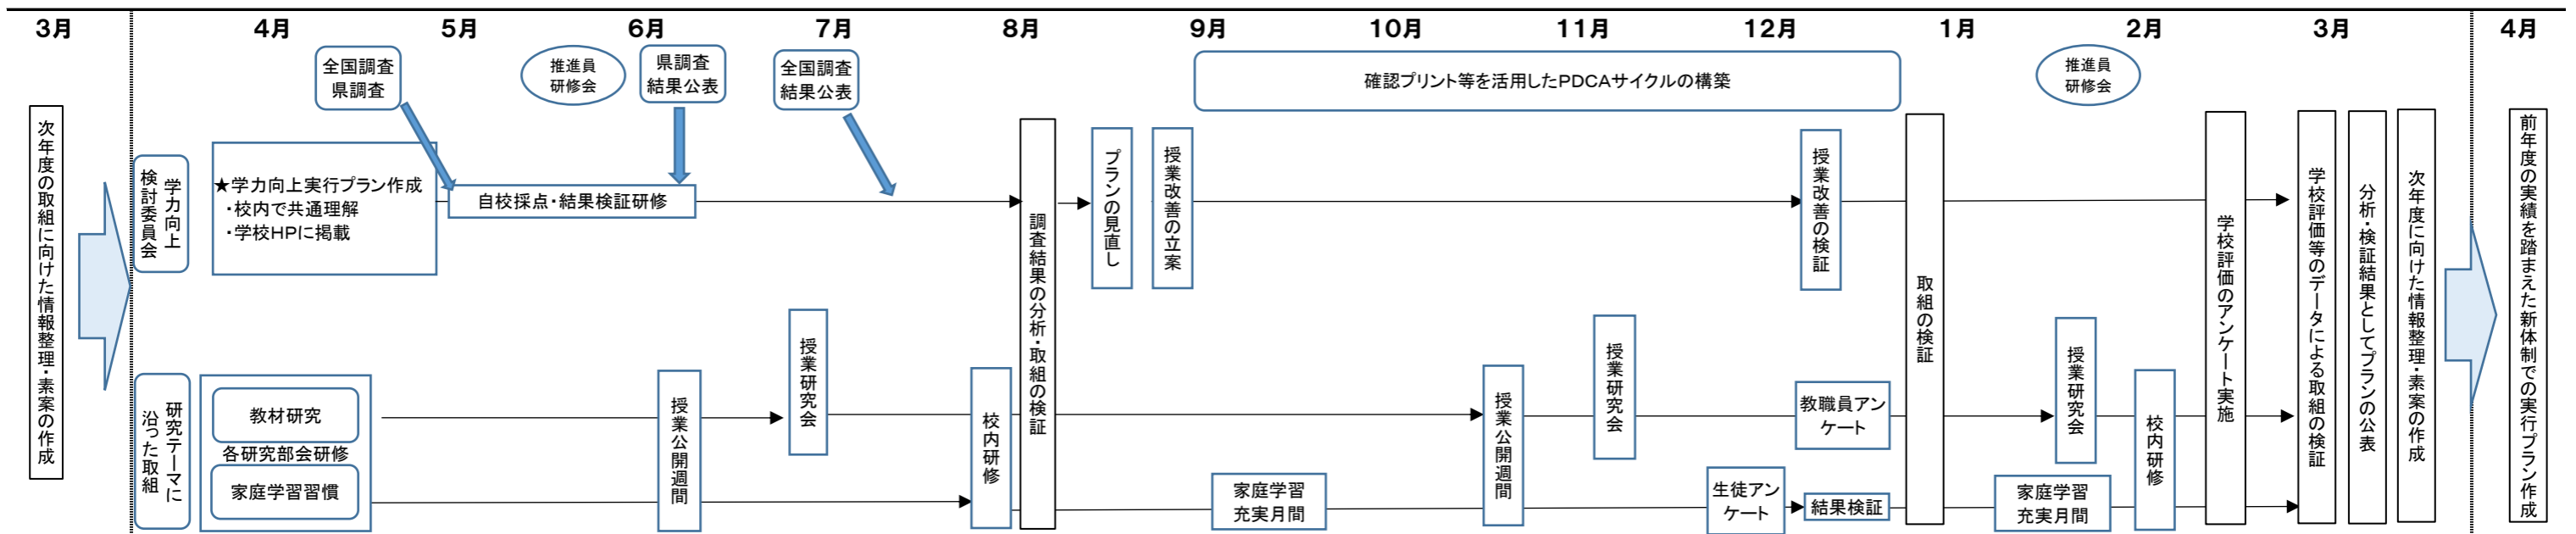 3月
4月
5月
6月
7月
8月
9月
10月
11月
12月
1月
2月
3月
4月
全国調査
県調査
推進員
研修会
県調査
結果公表
全国調査
結果公表
確認プリント等を活用したPDCAサイクルの構築
推進員
研修会
次年度の取組に向けた情報整理・素案の作成
学力向上
検討委員会
★学力向上実行プラン作成
・校内で共通理解
・学校HPに掲載
自校採点・結果検証研修
調査結果の分析・取組の検証
プランの見直し
授業改善の立案
授業改善の検証
取組の検証
学校評価のアンケート実施
学校評価等のデータによる取組の検証
分析・検証結果としてプランの公表
次年度に向けた情報整理・素案の作成
前年度の実績を踏まえた新体制での実行プラン作成
研究テーマに
沿った取組
教材研究
各研究部会研修
家庭学習習慣
授業公開週間
授業研究会
校内研修
家庭学習
充実月間
授業公開週間
授業研究会
教職員アン
ケート
生徒アン
ケート
結果検証
家庭学習
充実月間
授業研究会
校内研修